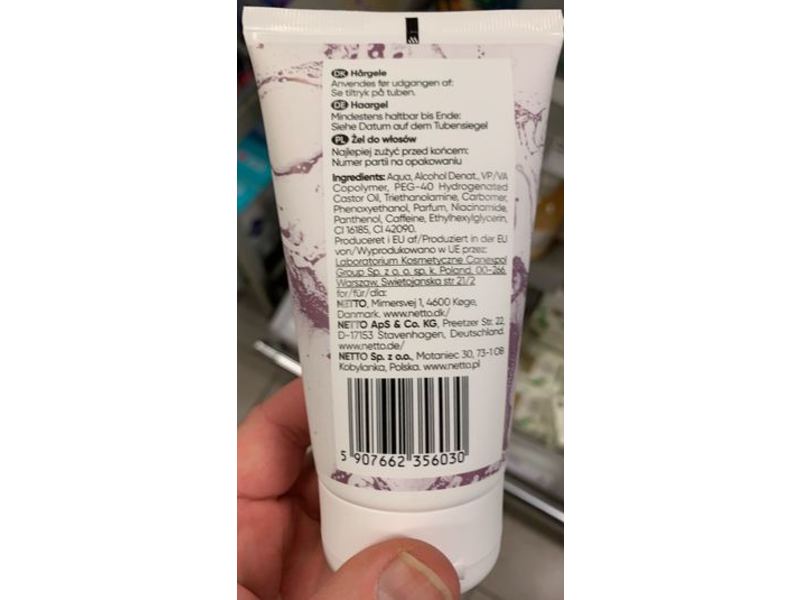 DK Hårgele
Anvendes før udgangen af:
Se tiltryk på tuben.
DE Haargel
Mindestens haltbar bis Ende:
Siehe Datum auf dem Tubensiegel
PL Żel do włosów
Najlepiej zużyć przed końcem:
Numer partii na opakowaniu
Ingredients: Aqua, Alcohol Denat., VP/VA
Copolymer, PEG-40 Hydrogenated
Castor Oil, Triethanolamine, Carbomer,
Phenoxyethanol, Parfum, Niacinamide,
Panthenol, Caffeine, Ethylhexylglycerin,
CI 16185, CI 42090.
Produceret i EU af/Produziert in der EU
von/Wyprodukowano w UE przez:
Laboratorium Kosmetyczne Canexpol
Group Sp. z o. o. sp. k. Poland, 00-266,
Warszaw, Swietojanska str 21/2
for/für/dla:
NETTO, Mimersvej 1, 4600 Køge,
Danmark. www.netto.dk/
NETTO ApS & Co. KG, Preetzer Str. 22,
D-17153 Stavenhagen, Deutschland.
www.netto.de/
NETTO Sp. z o.o., Motaniec 30, 73-108
Kobylanka, Polska. www.netto.pl
5 907662 356030